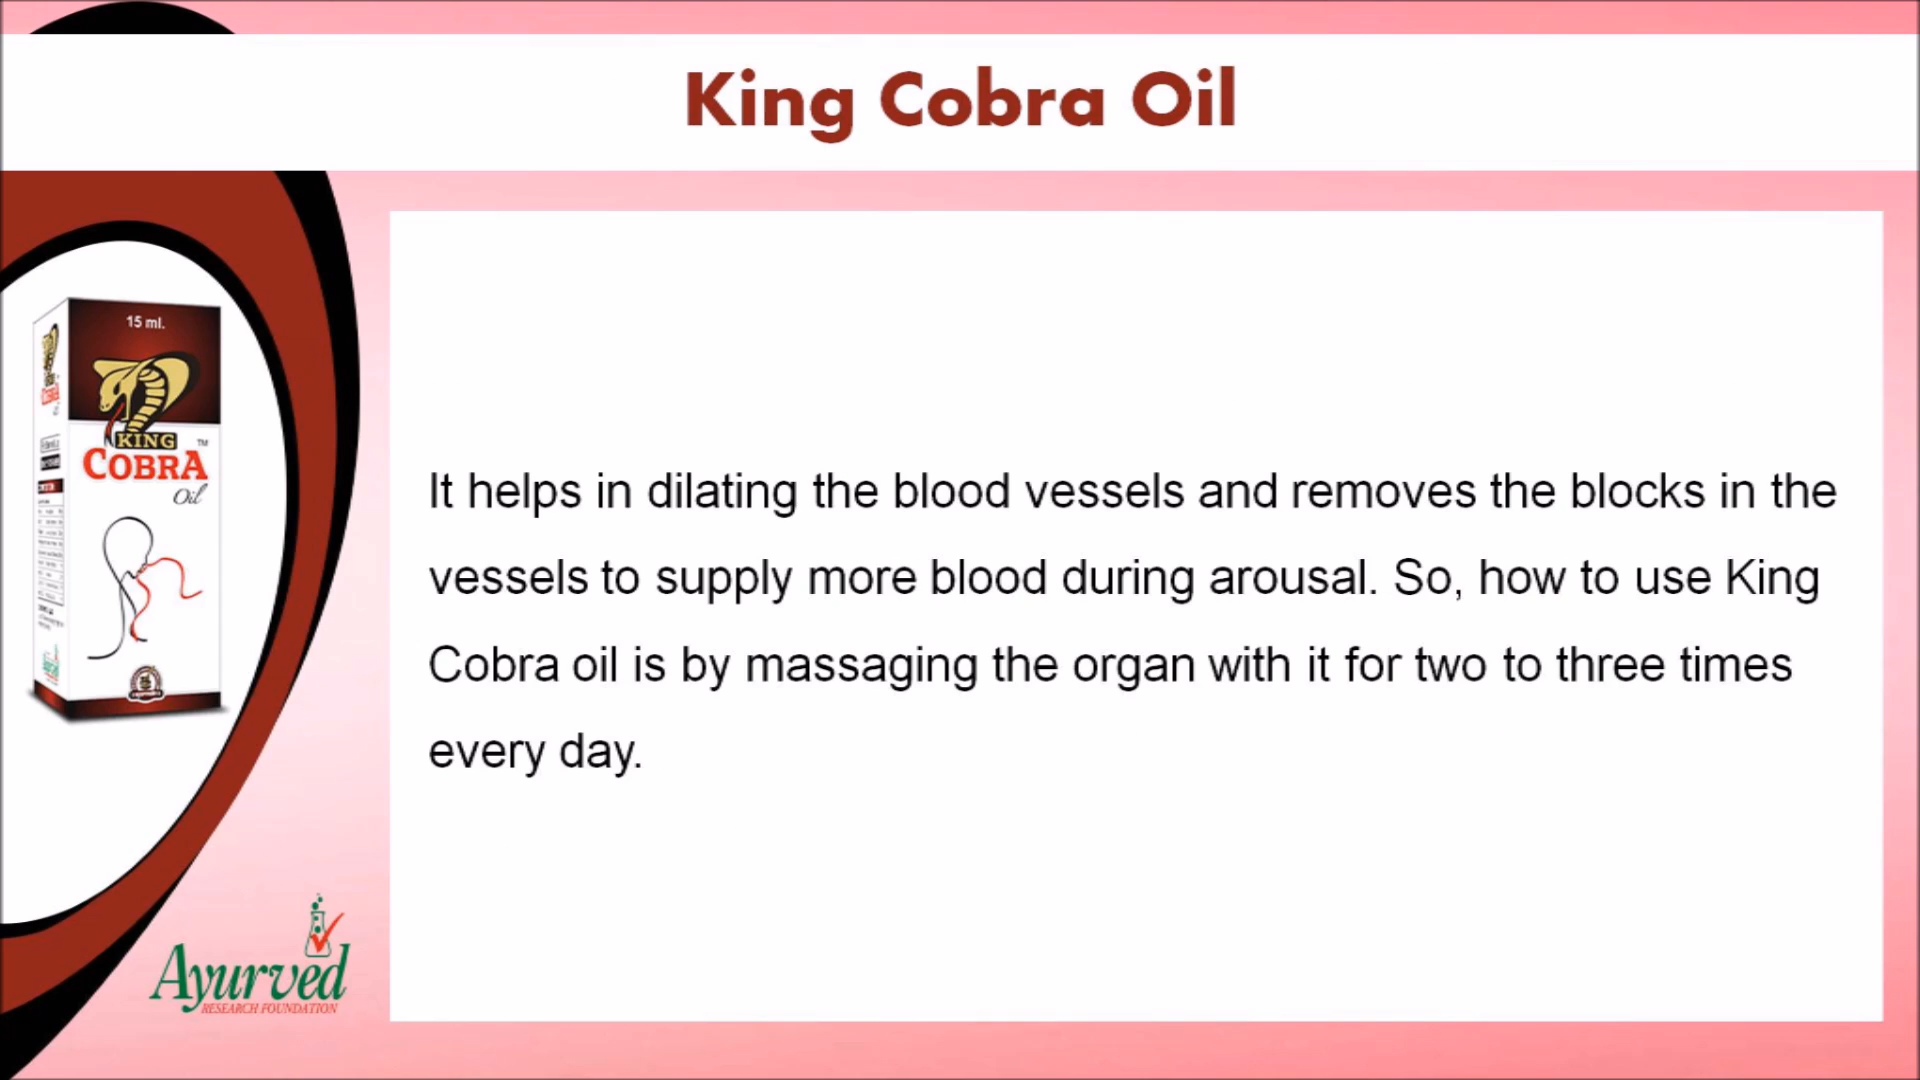 King Cobra Oil
15 ml.
KING
TM
COBRA
Oil
It helps in dilating the blood vessels and removes the blocks in the
vessels to supply more blood during arousal. So, how to use King
Cobra oil is by massaging the organ with it for two to three times
every day.
Ayurved
RESEARCH FOUNDATION